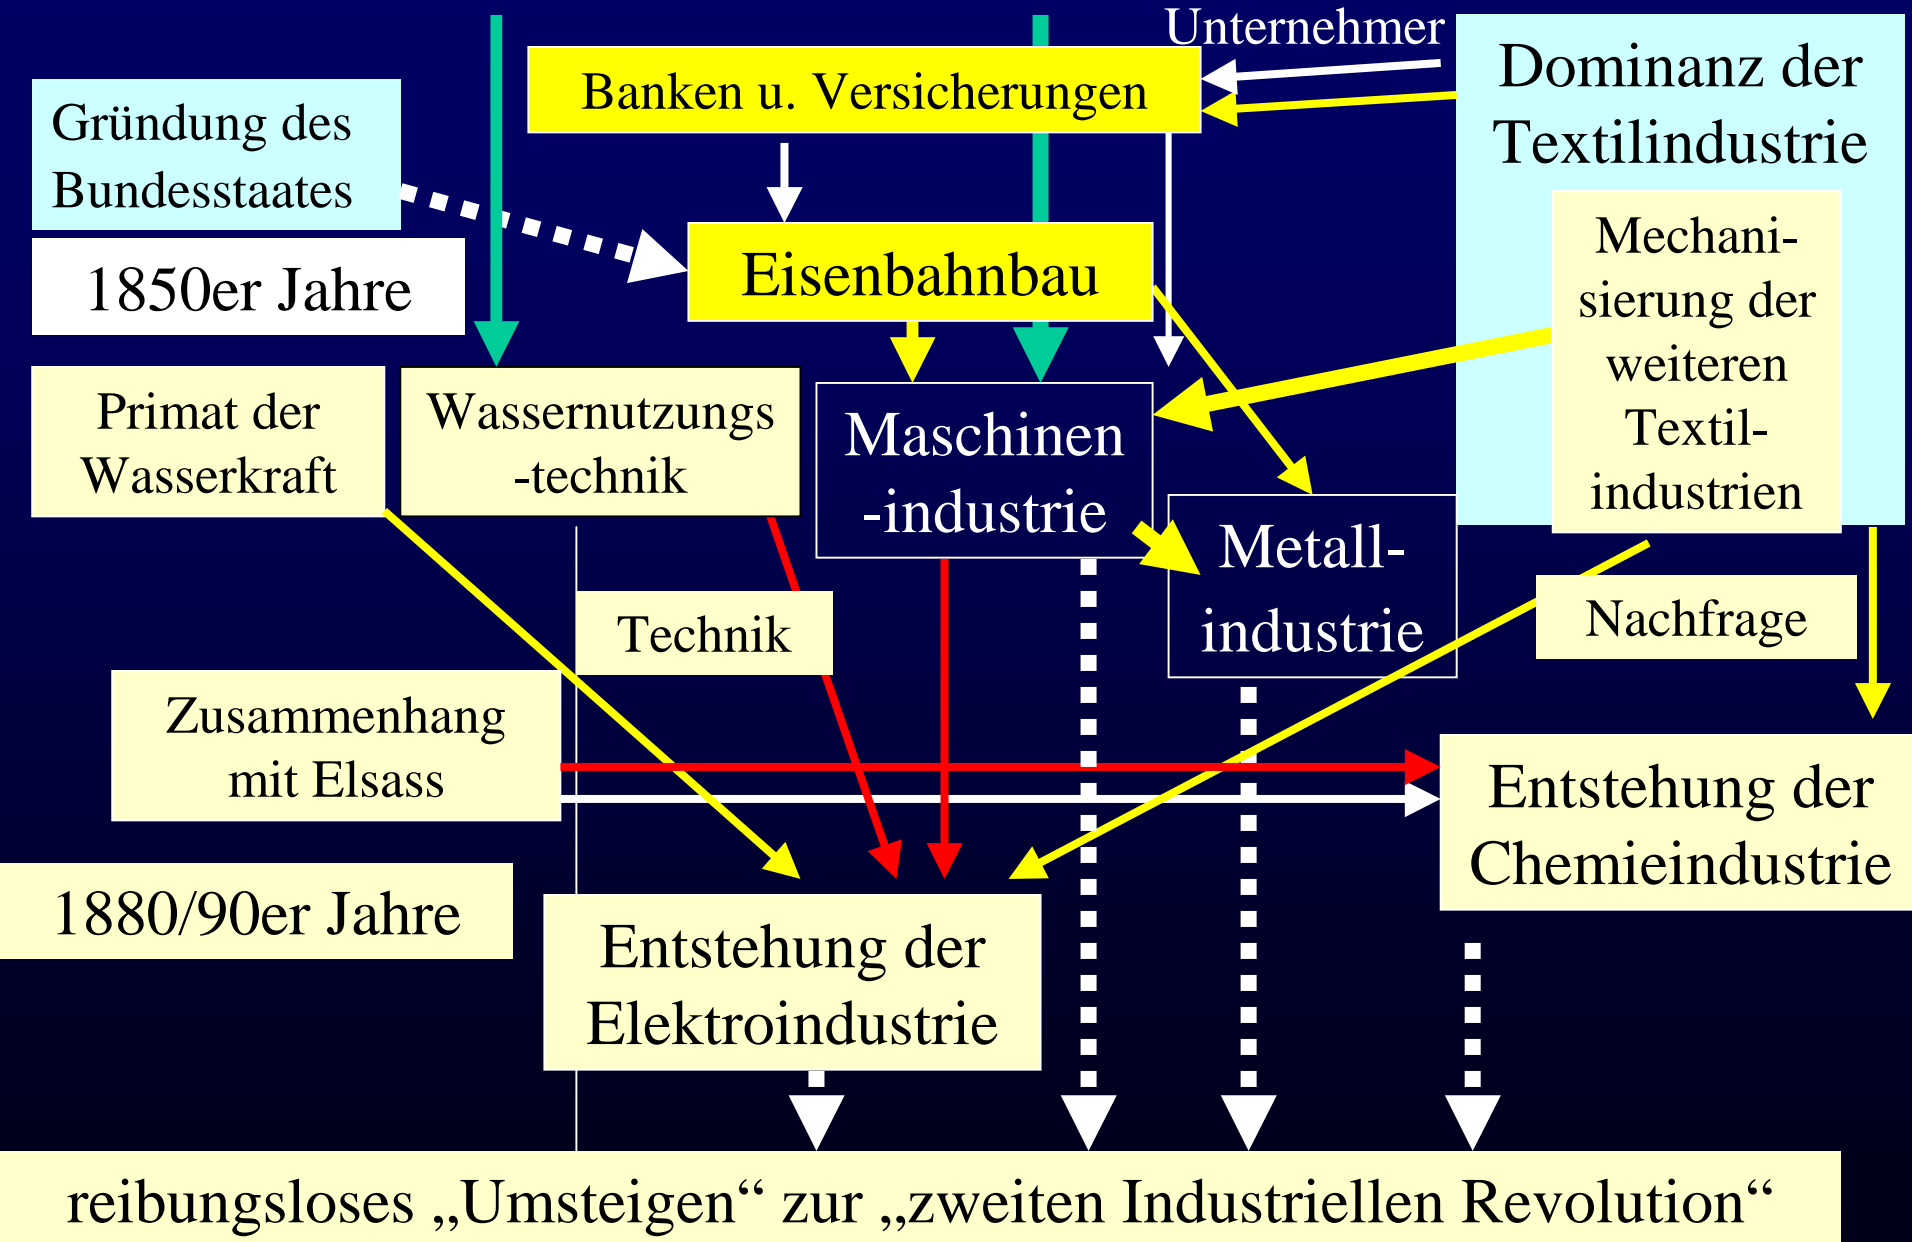 Unternehmer
Banken u. Versicherungen
Dominanz der
Textilindustrie
Gründung des
Bundesstaates
1850er Jahre
Eisenbahnbau
Mechani-
sierung der
weiteren
Textil-
industrien
Primat der
Wasserkraft
Wassernutzungs
-technik
Maschinen
-industrie
Metall-
industrie
Technik
Nachfrage
Zusammenhang
mit Elsass
Entstehung der
Chemieindustrie
1880/90er Jahre
Entstehung der
Elektroindustrie
reibungsloses „Umsteigen“ zur „zweiten Industriellen Revolution“